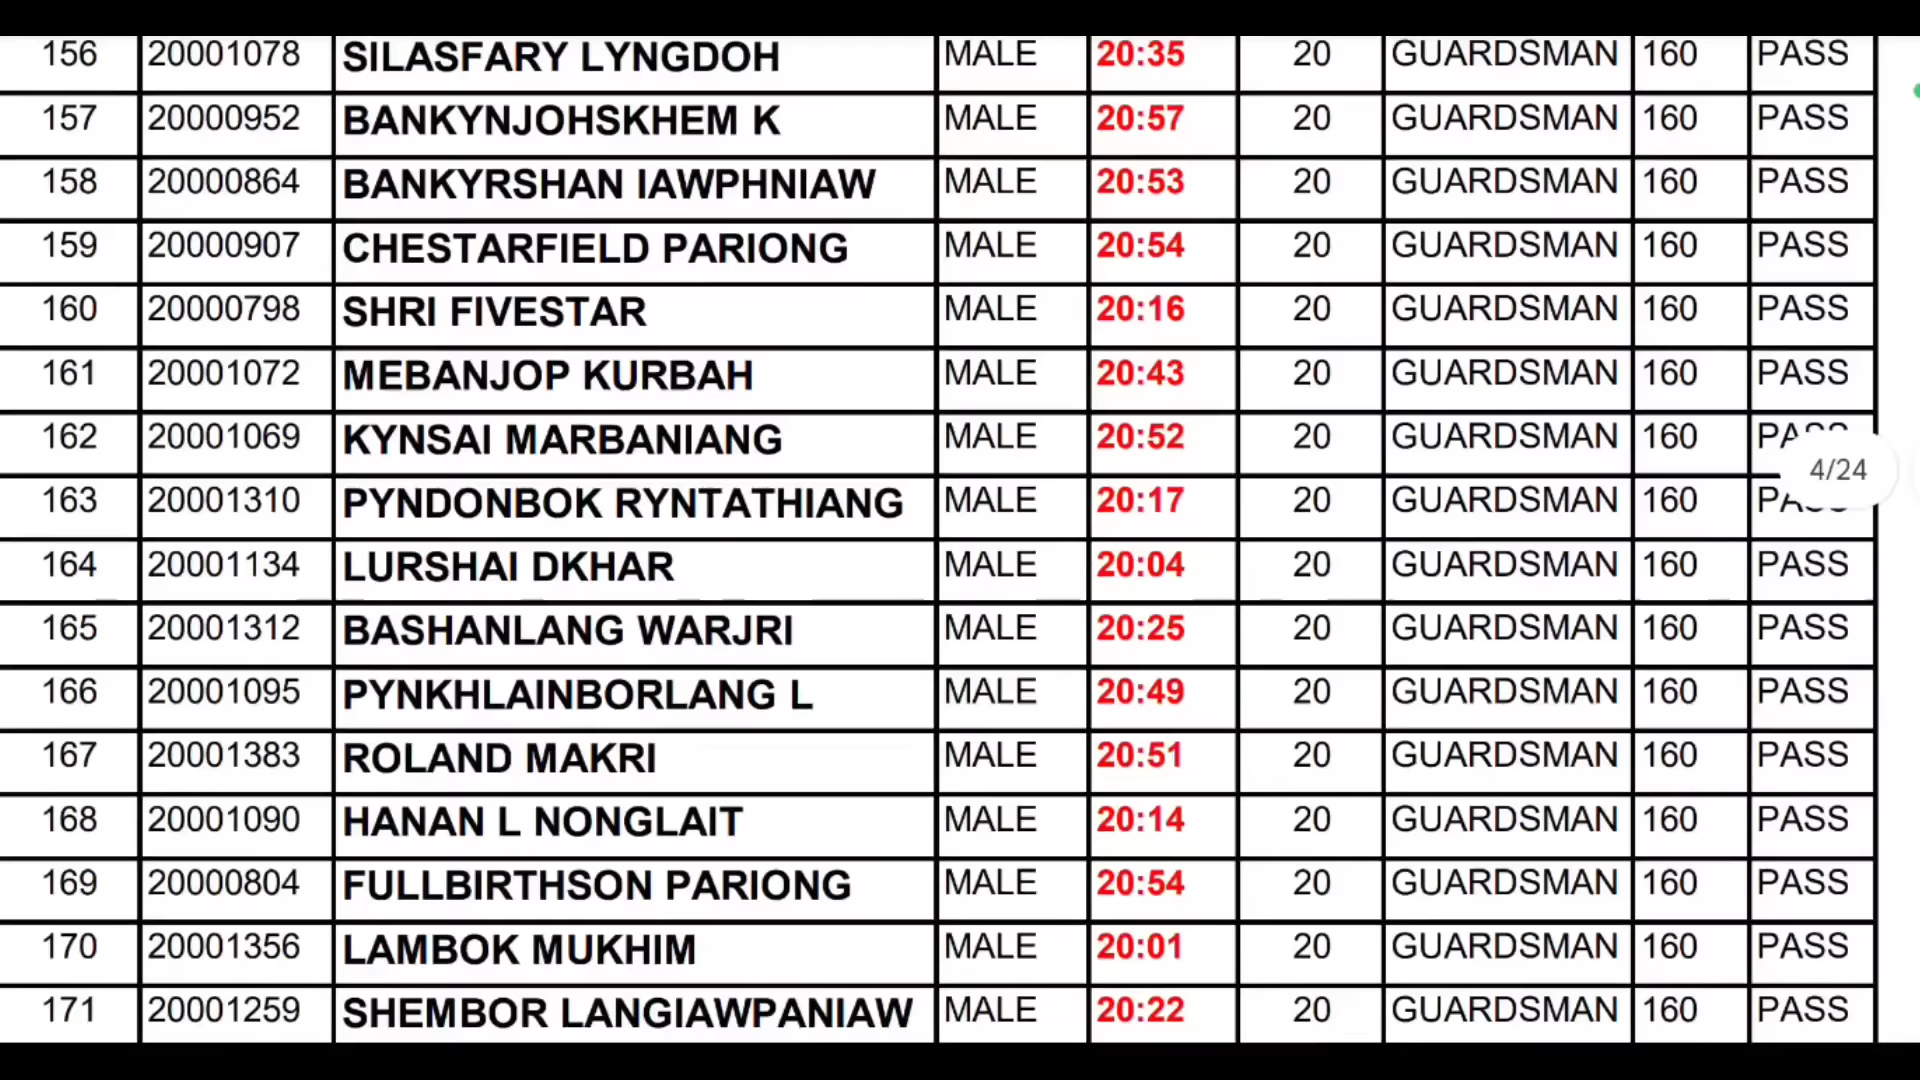 156 20001078 SILASFARY LYNGDOH MALE 20:35 20 GUARDSMAN 160 PASS
157 20000952 BANKYNJOHSKHEM K MALE 20:57 20 GUARDSMAN 160 PASS
158 20000864 BANKYRSHAN IAWPHNIAW MALE 20:53 20 GUARDSMAN 160 PASS
159 20000907 CHESTARFIELD PARIONG MALE 20:54 20 GUARDSMAN 160 PASS
160 20000798 SHRI FIVESTAR MALE 20:16 20 GUARDSMAN 160 PASS
161 20001072 MEBANJOP KURBAH MALE 20:43 20 GUARDSMAN 160 PASS
162 20001069 KYNSAI MARBANIANG MALE 20:52 20 GUARDSMAN 160
4/24
163 20001310 PYNDONBOK RYNTATHIANG MALE 20:17 20 GUARDSMAN 160
164 20001134 LURSHAI DKHAR MALE 20:04 20 GUARDSMAN 160 PASS
165 20001312 BASHANLANG WARJRI MALE 20:25 20 GUARDSMAN 160 PASS
166 20001095 PYNKHLAINBORLANG L MALE 20:49 20 GUARDSMAN 160 PASS
167 20001383 ROLAND MAKRI MALE 20:51 20 GUARDSMAN 160 PASS
168 20001090 HANAN L NONGLAIT MALE 20:14 20 GUARDSMAN 160 PASS
169 20000804 FULLBIRTHSON PARIONG MALE 20:54 20 GUARDSMAN 160 PASS
170 20001356 LAMBOK MUKHIM MALE 20:01 20 GUARDSMAN 160 PASS
171 20001259 SHEMBOR LANGIAWPANIAW MALE 20:22 20 GUARDSMAN 160 PASS